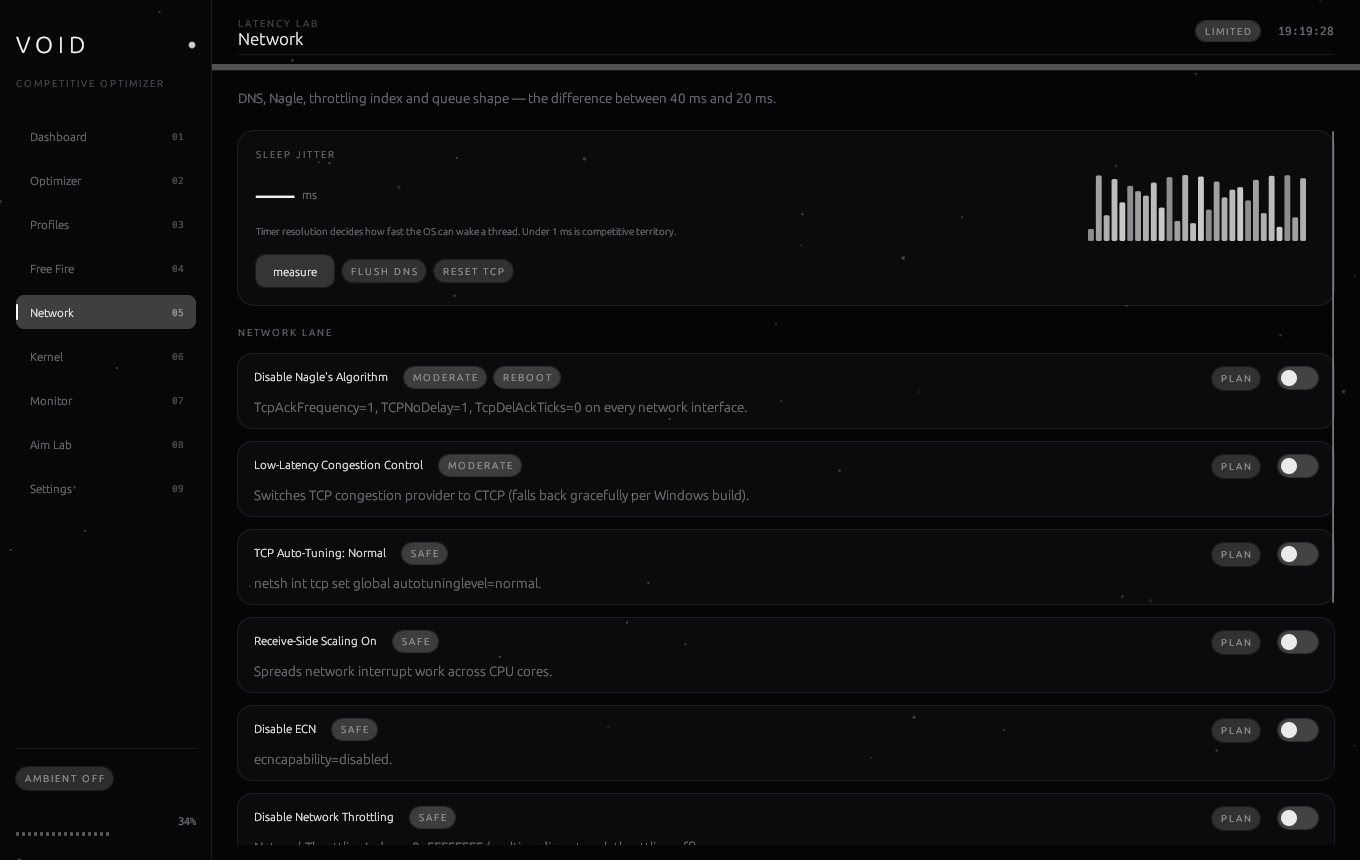 VOID
COMPETITIVE OPTIMIZER
Dashboard 01
Optimizer 02
Profiles 03
Free Fire 04
Network 05
Kernel 06
Monitor 07
Aim Lab 08
Settings 09
AMBIENT OFF
34%
LATENCY LAB
Network
LIMITED 19:19:28
DNS, Nagle, throttling index and queue shape — the difference between 40 ms and 20 ms.
SLEEP JITTER
— ms
Timer resolution decides how fast the OS can wake a thread. Under 1 ms is competitive territory.
measure FLUSH DNS RESET TCP
NETWORK LANE
Disable Nagle's Algorithm MODERATE REBOOT PLAN
TcpAckFrequency=1, TCPNoDelay=1, TcpDelAckTicks=0 on every network interface.
Low-Latency Congestion Control MODERATE PLAN
Switches TCP congestion provider to CTCP (falls back gracefully per Windows build).
TCP Auto-Tuning: Normal SAFE PLAN
netsh int tcp set global autotuninglevel=normal.
Receive-Side Scaling On SAFE PLAN
Spreads network interrupt work across CPU cores.
Disable ECN SAFE PLAN
ecncapability=disabled.
Disable Network Throttling SAFE PLAN